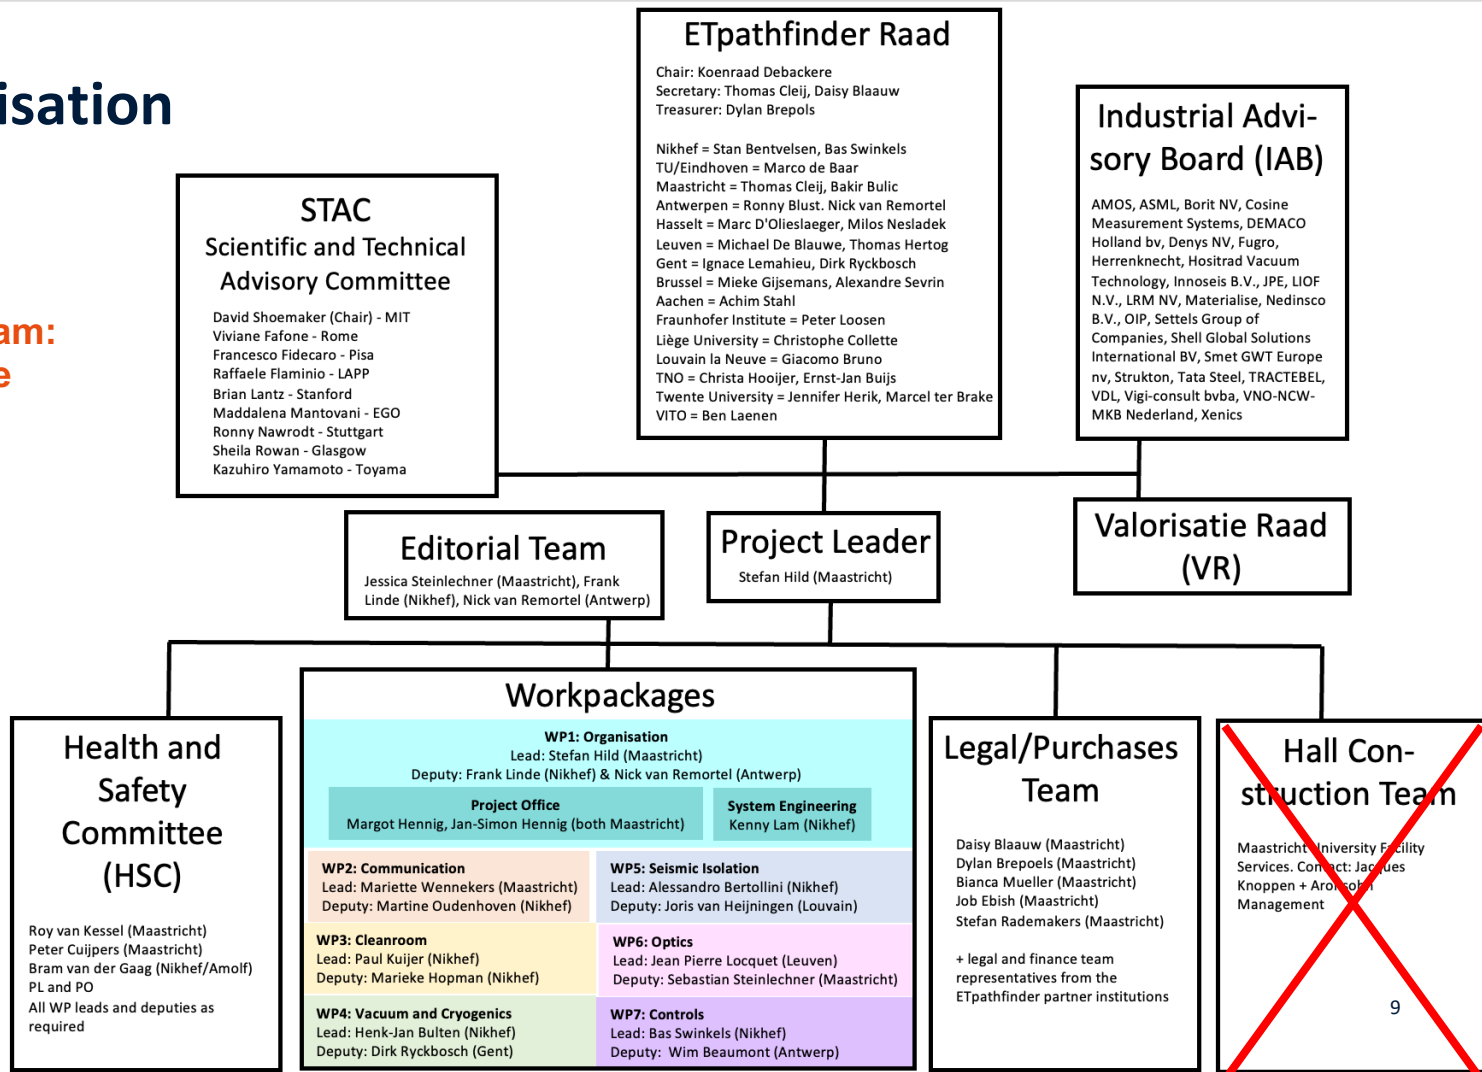 isation
am:
e
ETpathfinder Raad
Chair: Koenraad Debackere
Secretary: Thomas Cleij, Daisy Blaauw
Treasurer: Dylan Brepols
Nikhef = Stan Bentvelsen, Bas Swinkels
TU/Eindhoven = Marco de Baar
Maastricht = Thomas Cleij, Bakir Bulic
Antwerpen = Ronny Blust. Nick van Remortel
Hasselt = Marc D'Olieslaeger, Milos Nesladek
Leuven = Michael De Blauwe, Thomas Hertog
Gent = Ignace Lemahieu, Dirk Ryckbosch
Brussel = Mieke Gijsemans, Alexandre Sevrin
Aachen = Achim Stahl
Fraunhofer Institute = Peter Loosen
Liège University = Christophe Collette
Louvain la Neuve = Giacomo Bruno
TNO = Christa Hooijer, Ernst-Jan Buijs
Twente University = Jennifer Herik, Marcel ter Brake
VITO = Ben Laenen
Industrial Advi-
sory Board (IAB)
AMOS, ASML, Borit NV, Cosine
Measurement Systems, DEMACO
Holland bv, Denys NV, Fugro,
Herrenknecht, Hositrad Vacuum
Technology, Innoseis B.V., JPE, LIOF
N.V., LRM NV, Materialise, Nedinsco
B.V., OIP, Settels Group of
Companies, Shell Global Solutions
International BV, Smet GWT Europe
nv, Strukton, Tata Steel, TRACTEBEL,
VDL, Vigi-consult bvba, VNO-NCW-
MKB Nederland, Xenics
STAC
Scientific and Technical
Advisory Committee
David Shoemaker (Chair) - MIT
Viviane Fafone - Rome
Francesco Fidecaro - Pisa
Raffaele Flaminio - LAPP
Brian Lantz - Stanford
Maddalena Mantovani - EGO
Ronny Nawrodt - Stuttgart
Sheila Rowan - Glasgow
Kazuhiro Yamamoto - Toyama
Editorial Team
Jessica Steinlechner (Maastricht), Frank
Linde (Nikhef), Nick van Remortel (Antwerp)
Project Leader
Stefan Hild (Maastricht)
Valorisatie Raad
(VR)
Health and
Safety
Committee
(HSC)
Roy van Kessel (Maastricht)
Peter Cuijpers (Maastricht)
Bram van der Gaag (Nikhef/Amolf)
PL and PO
All WP leads and deputies as
required
Workpackages
WP1: Organisation
Lead: Stefan Hild (Maastricht)
Deputy: Frank Linde (Nikhef) & Nick van Remortel (Antwerp)
Project Office
Margot Hennig, Jan-Simon Hennig (both Maastricht)
System Engineering
Kenny Lam (Nikhef)
WP2: Communication
Lead: Mariette Wennekers (Maastricht)
Deputy: Martine Oudenhoven (Nikhef)
WP3: Cleanroom
Lead: Paul Kuijer (Nikhef)
Deputy: Marieke Hopman (Nikhef)
WP4: Vacuum and Cryogenics
Lead: Henk-Jan Bulten (Nikhef)
Deputy: Dirk Ryckbosch (Gent)
WP5: Seismic Isolation
Lead: Alessandro Bertollini (Nikhef)
Deputy: Joris van Heijningen (Louvain)
WP6: Optics
Lead: Jean Pierre Locquet (Leuven)
Deputy: Sebastian Steinlechner (Maastricht)
WP7: Controls
Lead: Bas Swinkels (Nikhef)
Deputy: Wim Beaumont (Antwerp)
Legal/Purchases
Team
Daisy Blaauw (Maastricht)
Dylan Brepoels (Maastricht)
Bianca Mueller (Maastricht)
Job Ebish (Maastricht)
Stefan Rademakers (Maastricht)
+ legal and finance team
representatives from the
ETpathfinder partner institutions
Hall Con-
struction Team
Maastricht University Facility
Services. Contact: Jacques
Knoppen + Aronsohn
Management
9